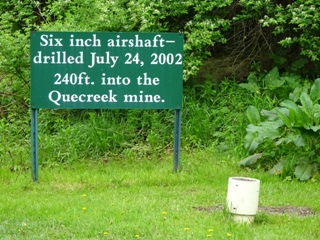 Six inch airshaft—
drilled July 24, 2002
240ft. into the
Quecreek mine.